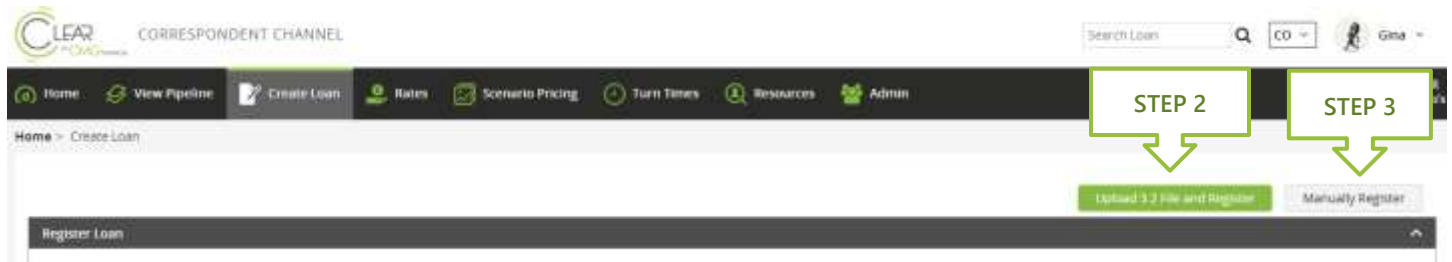 CLEAR CORRESPONDENT CHANNEL Search Loan CO Gina
Home View Pipeline Create Loan Rates Scenario Pricing Turn Times Resources Admin
STEP 2 STEP 3
Home > Create Loan
Upload 3.2 File and Register Manually Register
Register Loan